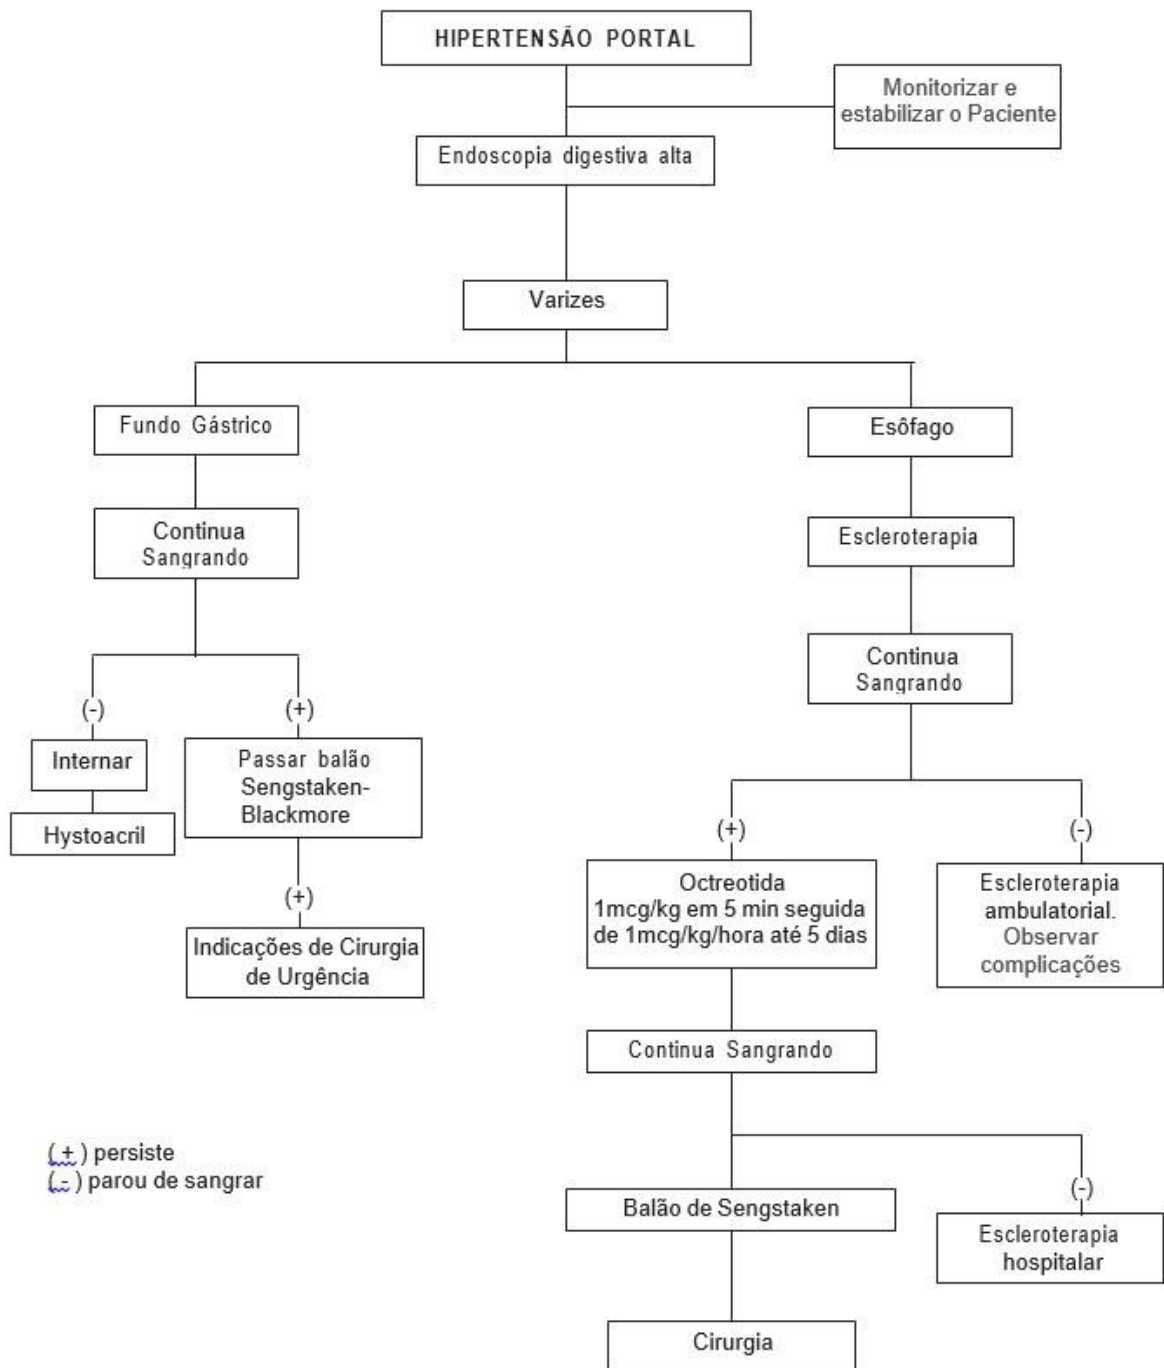 HIPERTENSÃO PORTAL
Monitorizar e
estabilizar o Paciente
Endoscopia digestiva alta
Varizes
Fundo Gástrico
Esôfago
Continua
Sangrando
Escleroterapia
Continua
Sangrando
(-)
(+)
Internar
Passar balão
Sengstaken-
Blackmore
Hystoacril
(+)
Indicações de Cirurgia
de Urgência
(+)
(-)
Octreotida
1mcg/kg em 5 min seguida
de 1mcg/kg/hora até 5 dias
Escleroterapia
ambulatorial.
Observar
complicações
Continua Sangrando
( + ) persiste
( - ) parou de sangrar
Balão de Sengstaken
(-)
Escleroterapia
hospitalar
Cirurgia